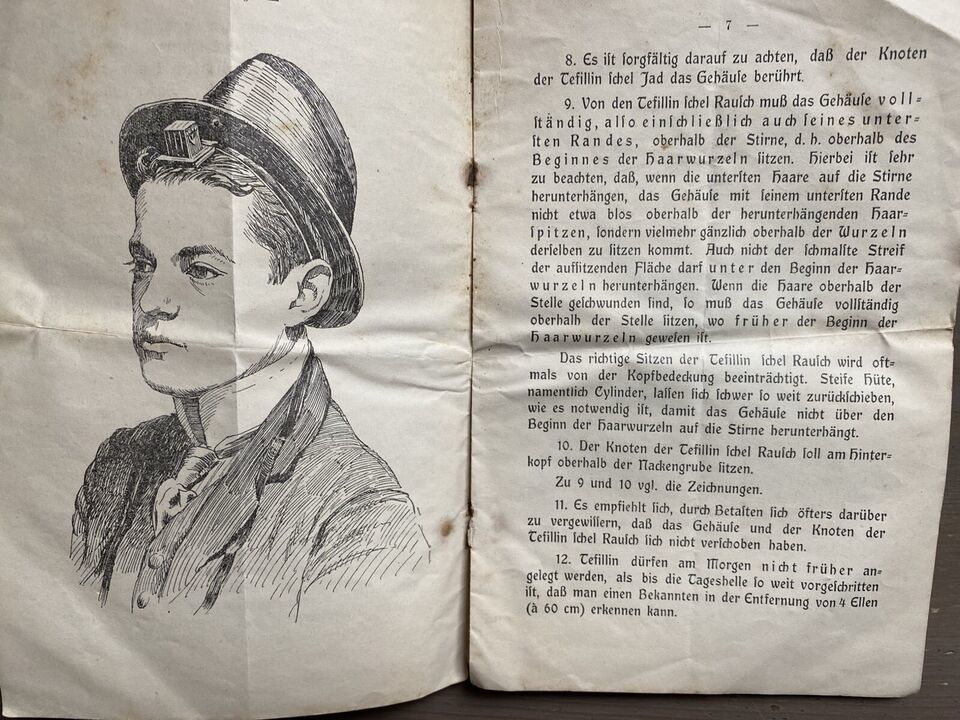 — 7 —
8. Es ist sorgfältig darauf zu achten, daß der Knoten
der Tefillin schel Jad das Gehäuse berührt.
9. Von den Tefillin schel Rausch muß das Gehäuse voll-
ständig, also einschließlich auch seines unter-
sten Randes, oberhalb der Stirne, d. h. oberhalb des
Beginnes der Haarwurzeln sitzen. Hierbei ist sehr
zu beachten, daß, wenn die untersten Haare auf die Stirne
herunterhängen, das Gehäuse mit seinem untersten Rande
nicht etwa blos oberhalb der herunterhängenden Haar-
spitzen, sondern vielmehr gänzlich oberhalb der Wurzeln
derselben zu sitzen kommt. Auch nicht der schmalste Streif
der aufsitzenden Fläche darf unter den Beginn der Haar-
wurzeln herunterhängen. Wenn die Haare oberhalb der
Stelle geschwunden sind, so muß das Gehäuse vollständig
oberhalb der Stelle sitzen, wo früher der Beginn der
Haarwurzeln gewesen ist.
Das richtige Sitzen der Tefillin schel Rausch wird oft-
mals von der Kopfbedeckung beeinträchtigt. Steife Hüte,
namentlich Cylinder, lassen sich schwer so weit zurückschieben,
wie es notwendig ist, damit das Gehäuse nicht über den
Beginn der Haarwurzeln auf die Stirne herunterhängt.
10. Der Knoten der Tefillin schel Rausch soll am Hinter-
kopf oberhalb der Nackengrube sitzen.
Zu 9 und 10 vgl. die Zeichnungen.
11. Es empfiehlt sich, durch Betasten sich öfters darüber
zu vergewissern, daß das Gehäuse und der Knoten der
Tefillin schel Rausch sich nicht verschoben haben.
12. Tefillin dürfen am Morgen nicht früher an-
gelegt werden, als bis die Tageshelle so weit vorgeschritten
ist, daß man einen Bekannten in der Entfernung von 4 Ellen
(à 60 cm) erkennen kann.